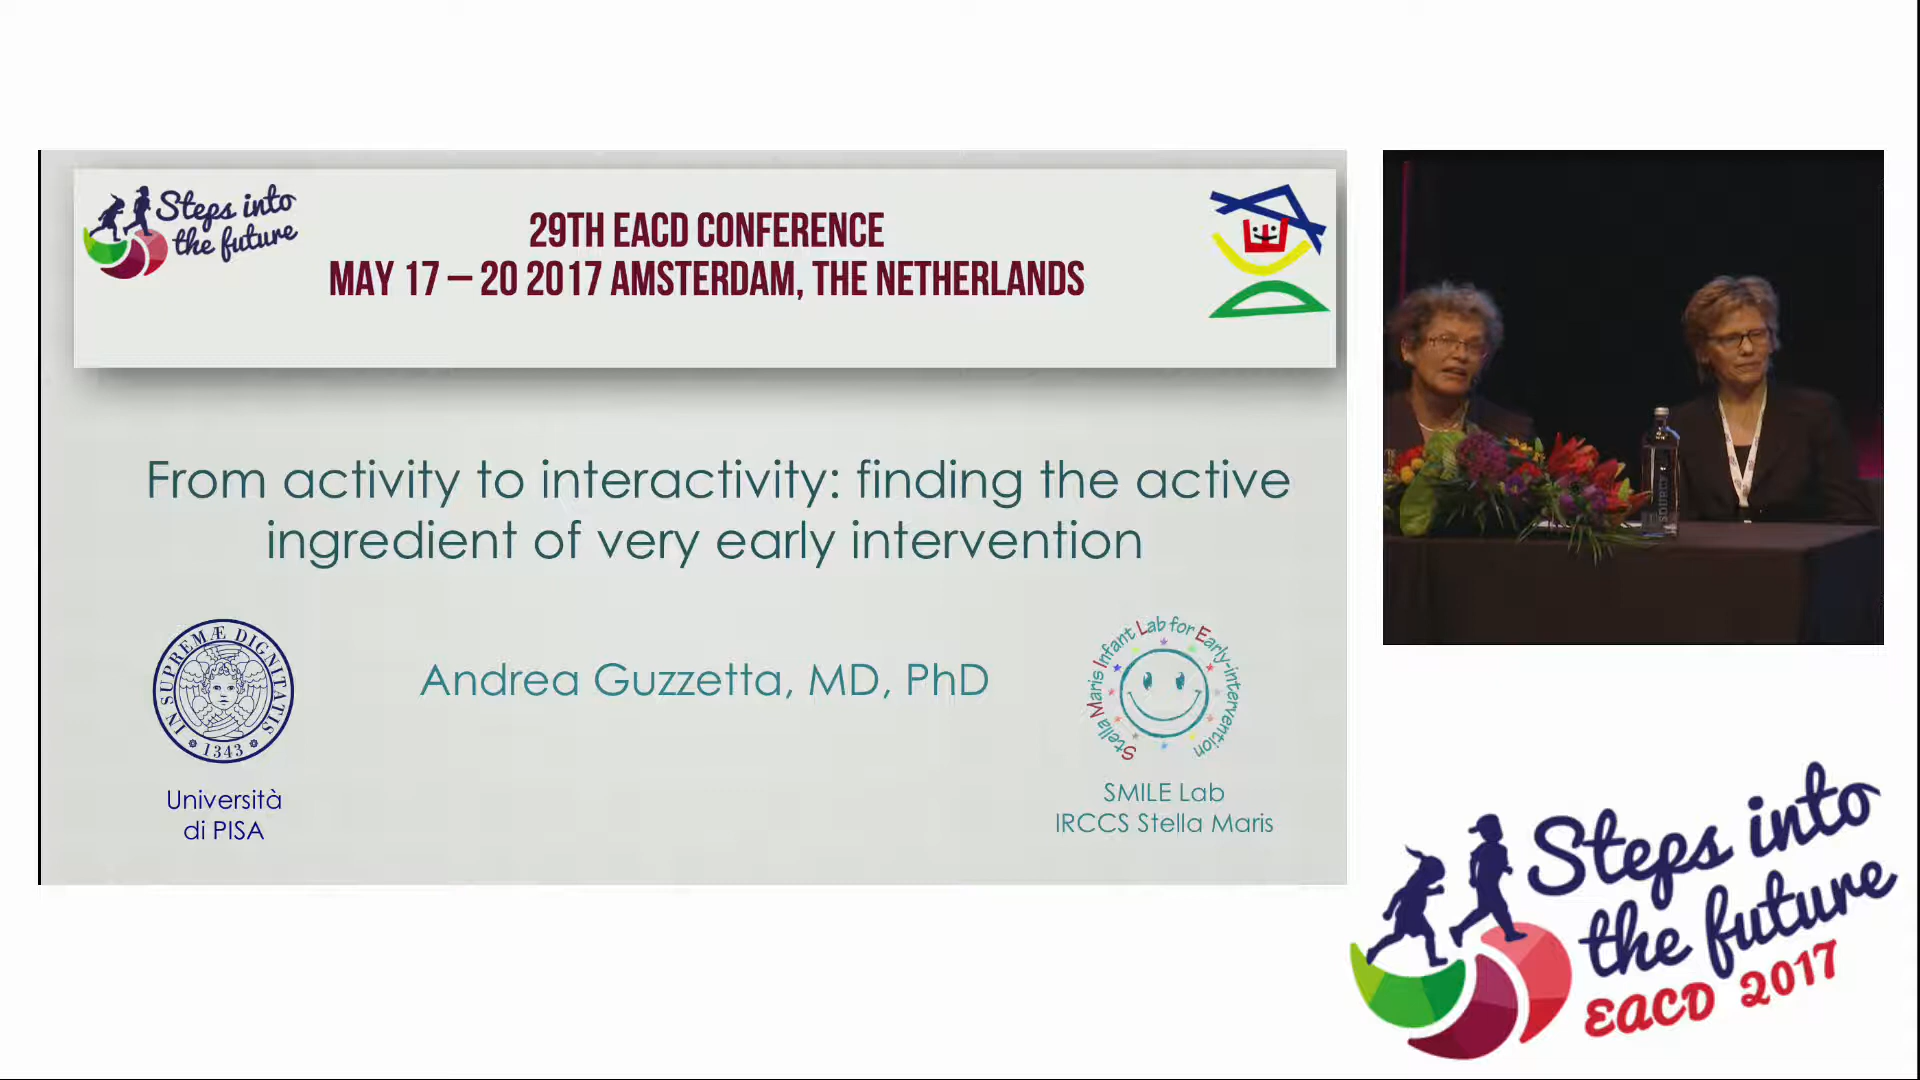 Steps into
the future
29TH EACD CONFERENCE
MAY 17 – 20 2017 AMSTERDAM, THE NETHERLANDS
From activity to interactivity: finding the active
ingredient of very early intervention
Andrea Guzzetta, MD, PhD
IN SUPREMÆ DIGNITATIS
1343
Università
di PISA
Stella Maris Infant Lab for Early-intervention
SMILE Lab
IRCCS Stella Maris
SOURCY
Steps into
the future
EACD 2017